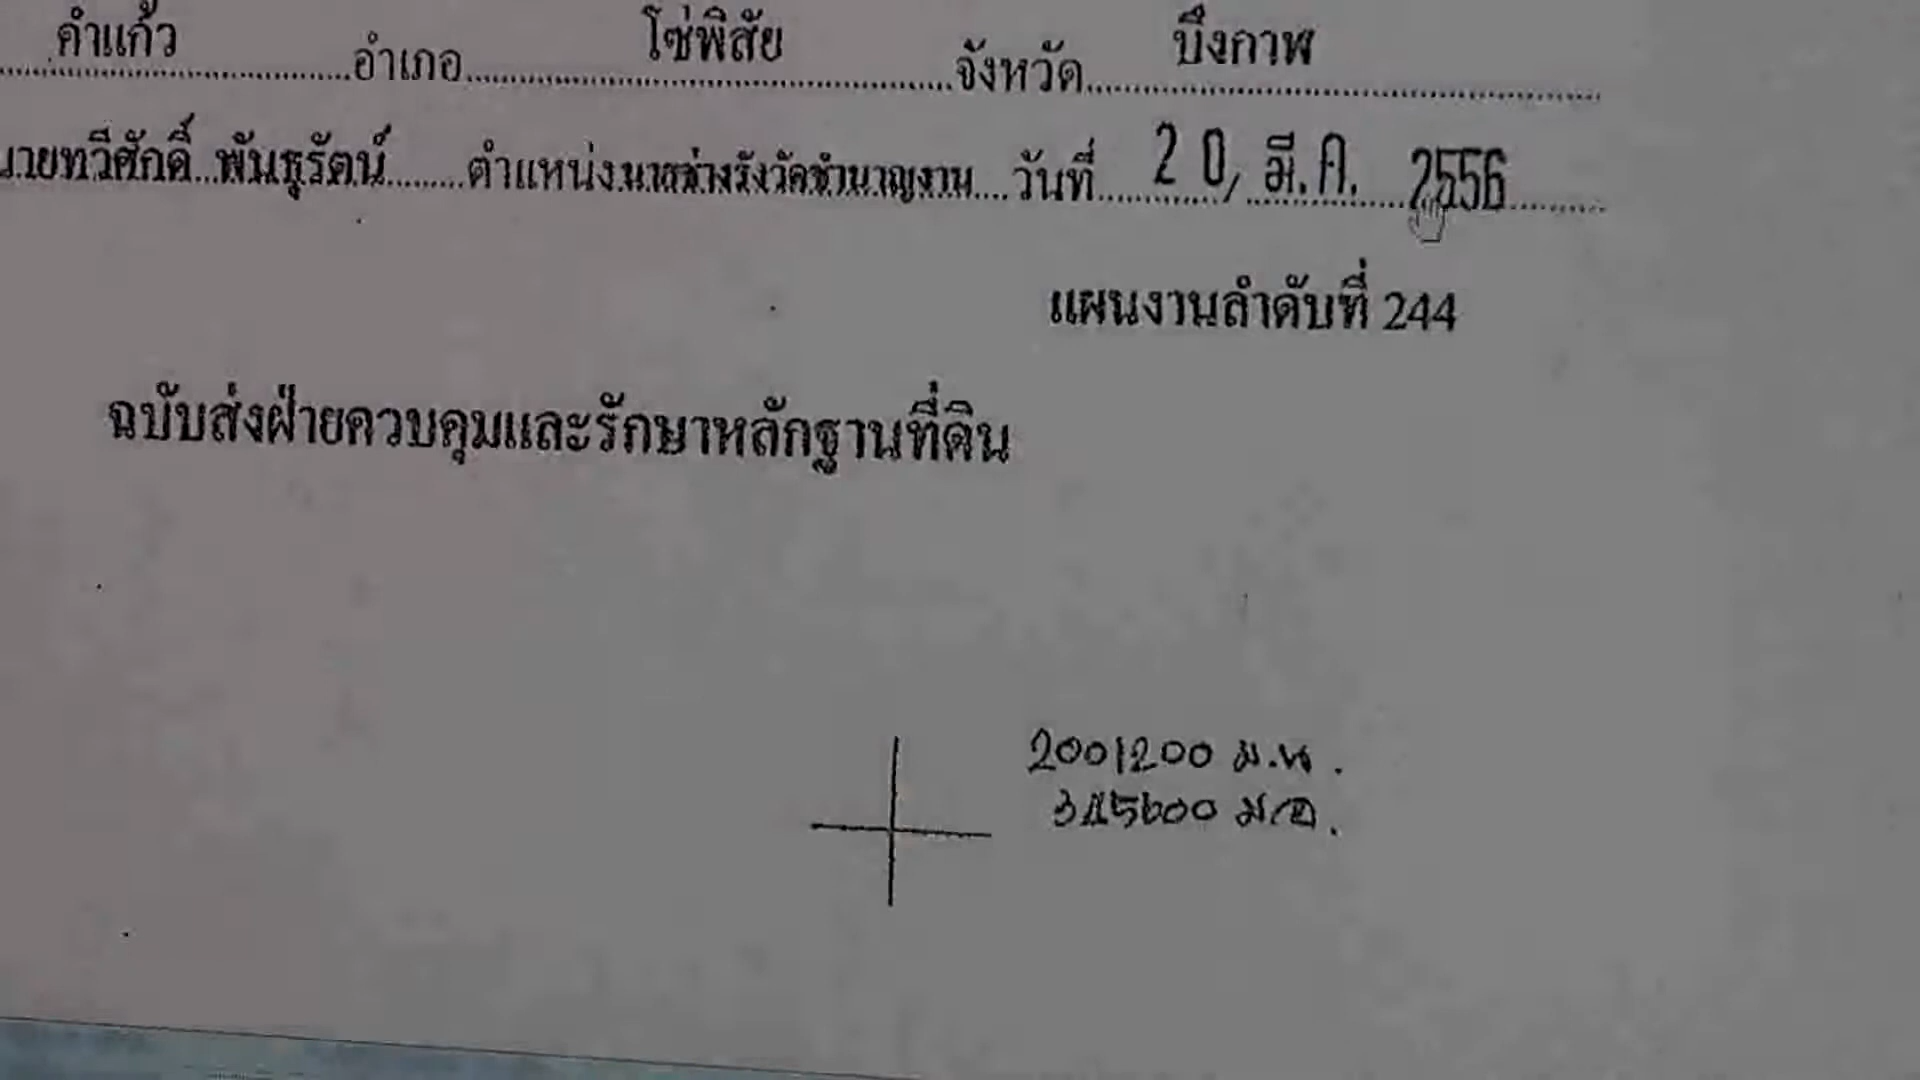 คำแก้ว อำเภอ โซ่พิสัย จังหวัด บึงกาฬ
นายทวีศักดิ์ พันธุรัตน์ ตำแหน่ง นายช่างรังวัดชำนาญงาน วันที่ 20, มี.ค. 2556
แผนงานลำดับที่ 244
ฉบับส่งฝ่ายควบคุมและรักษาหลักฐานที่ดิน
2001200 ม.น.
345600 ม.อ.